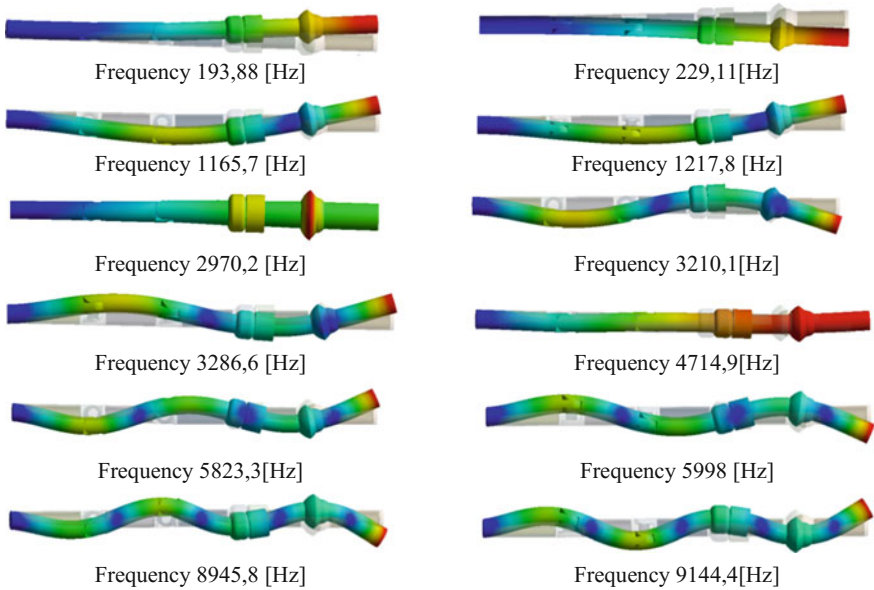 Frequency 193,88 [Hz]
Frequency 229,11[Hz]
Frequency 1165,7 [Hz]
Frequency 1217,8 [Hz]
Frequency 2970,2 [Hz]
Frequency 3210,1[Hz]
Frequency 3286,6 [Hz]
Frequency 4714,9[Hz]
Frequency 5823,3[Hz]
Frequency 5998 [Hz]
Frequency 8945,8 [Hz]
Frequency 9144,4[Hz]